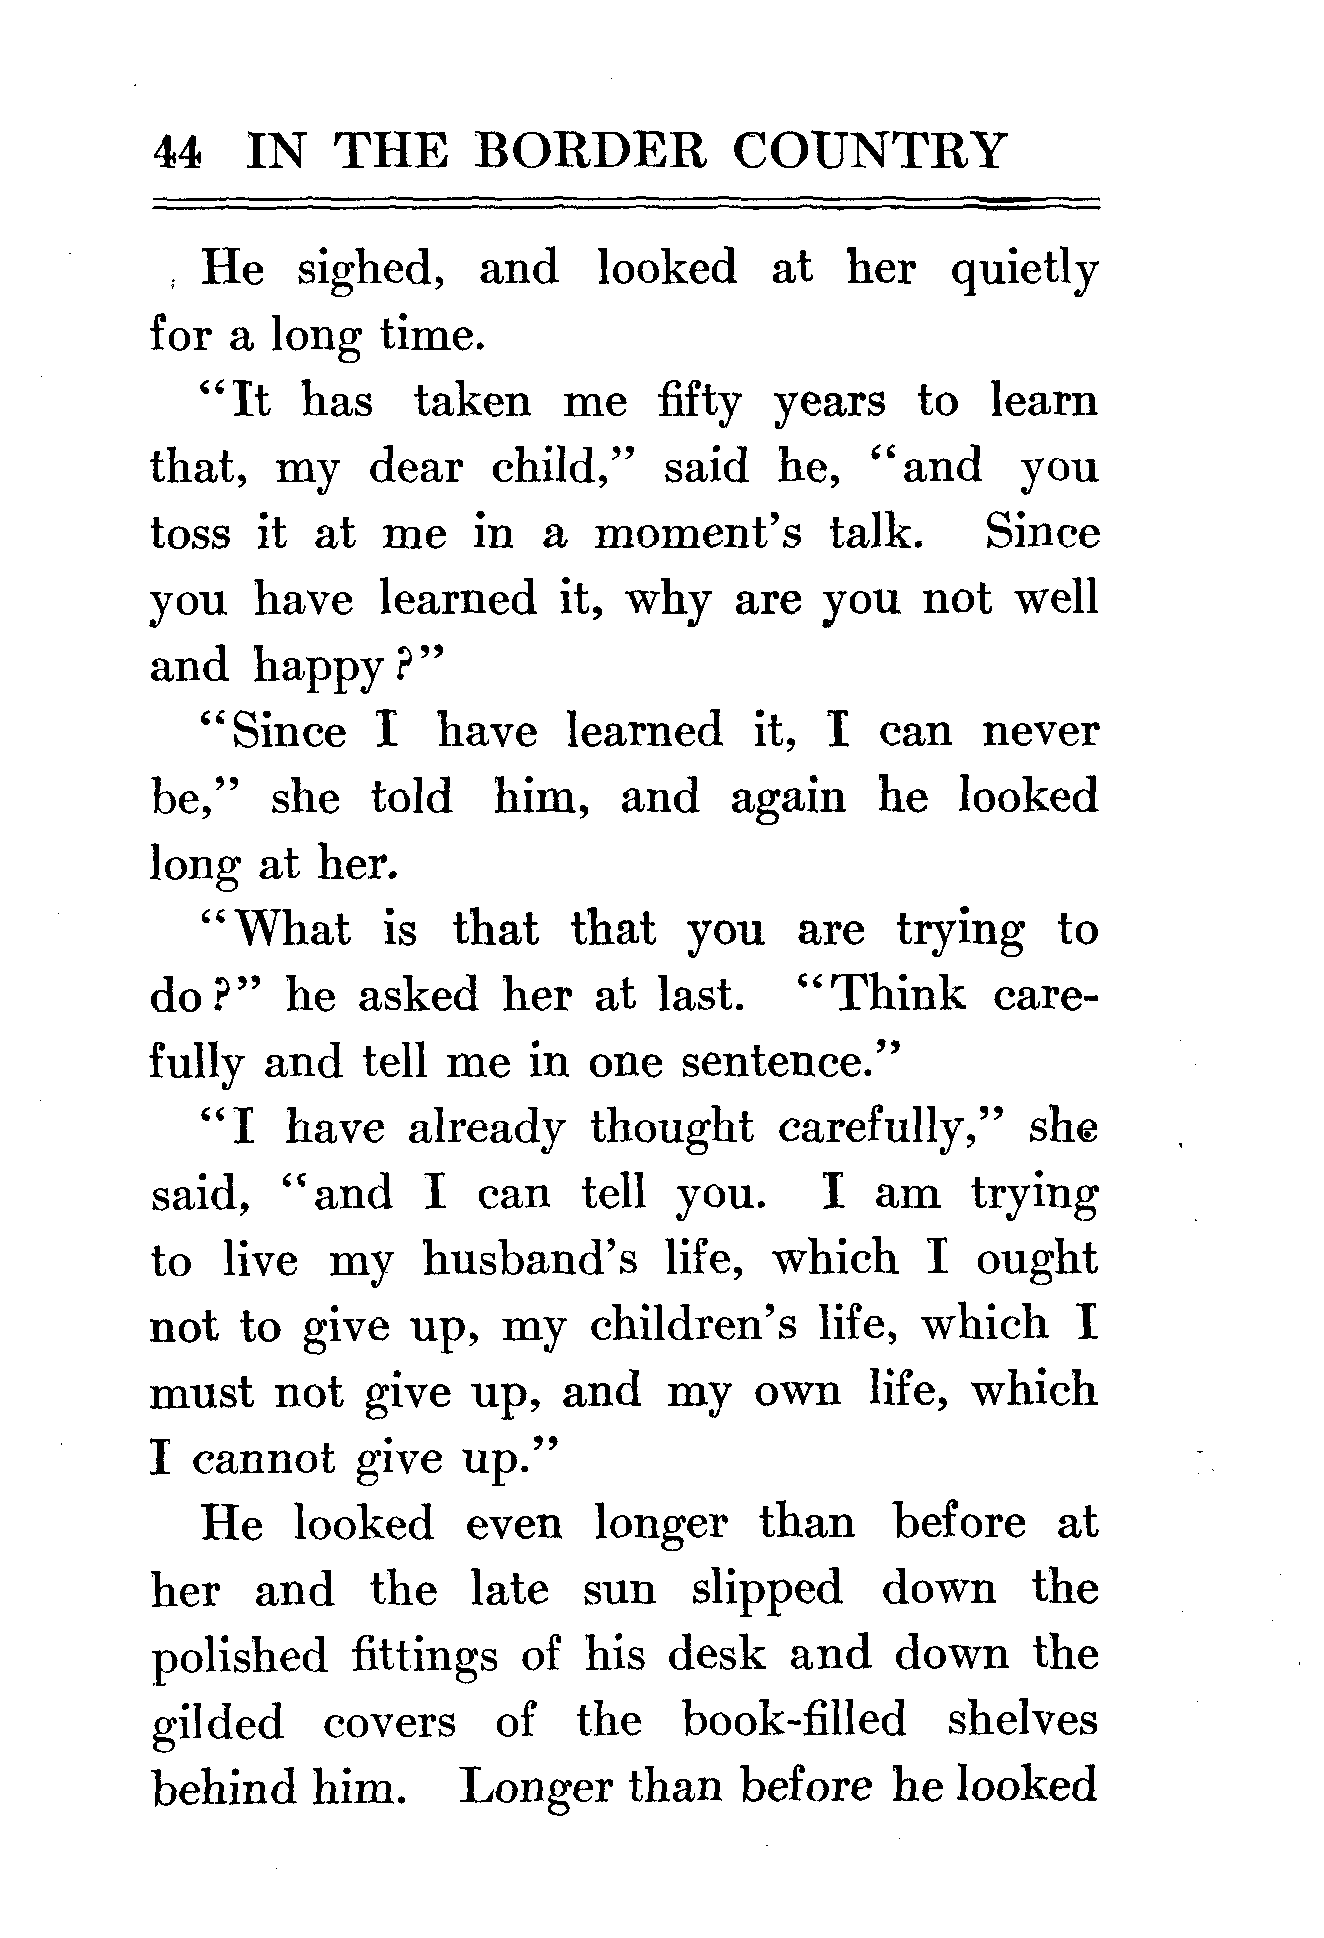 44 IN THE BORDER COUNTRY
He sighed, and looked at her quietly
for a long time.
"It has taken me fifty years to learn
that, my dear child," said he, "and you
toss it at me in a moment's talk. Since
you have learned it, why are you not well
and happy?"
"Since I have learned it, I can never
be," she told him, and again he looked
long at her.
"What is that that you are trying to
do?" he asked her at last. "Think care-
fully and tell me in one sentence."
"I have already thought carefully," she
said, "and I can tell you. I am trying
to live my husband's life, which I ought
not to give up, my children's life, which I
must not give up, and my own life, which
I cannot give up."
He looked even longer than before at
her and the late sun slipped down the
polished fittings of his desk and down the
gilded covers of the book-filled shelves
behind him. Longer than before he looked